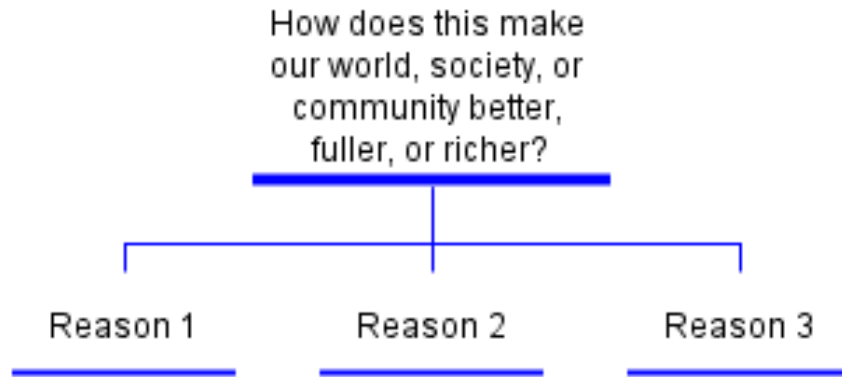 How does this make
our world, society, or
community better,
fuller, or richer?
Reason 1
Reason 2
Reason 3